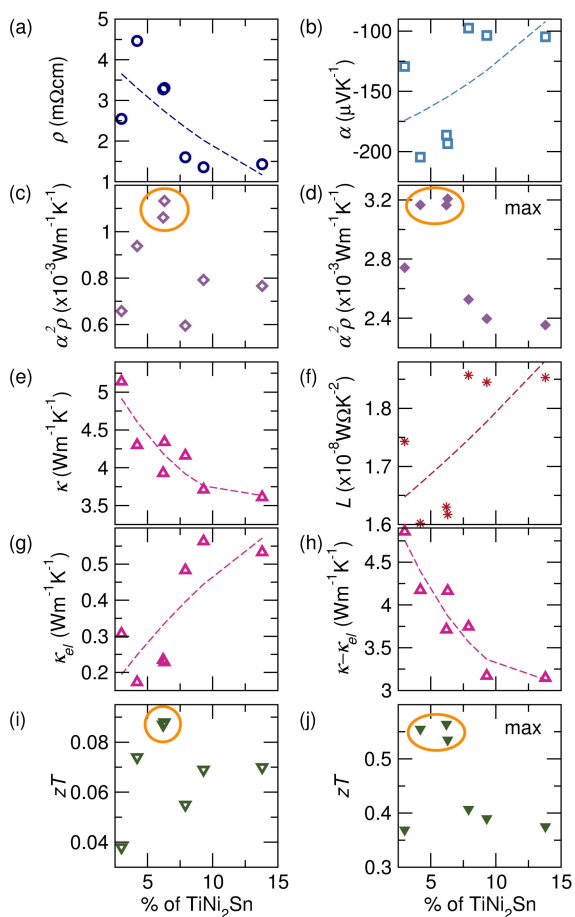 (a)
ρ (mΩcm)
5
4
3
2
1
(b)
α (μVK⁻¹)
-100
-150
-200
(c)
α²ρ (x10⁻³Wm⁻¹K⁻¹)
1
0.8
0.6
(d)
max
α²ρ (x10⁻³Wm⁻¹K⁻¹)
3.2
2.8
2.4
(e)
κ (Wm⁻¹K⁻¹)
5
4.5
4
3.5
(f)
L (x10⁻⁸WΩK⁻²)
1.8
1.7
1.6
(g)
κel (Wm⁻¹K⁻¹)
0.5
0.4
0.3
0.2
(h)
κ−κel (Wm⁻¹K⁻¹)
4.5
4
3.5
3
(i)
zT
0.08
0.06
0.04
5 10 15
% of TiNi₂Sn
(j)
max
zT
0.5
0.4
0.3
5 10 15
% of TiNi₂Sn